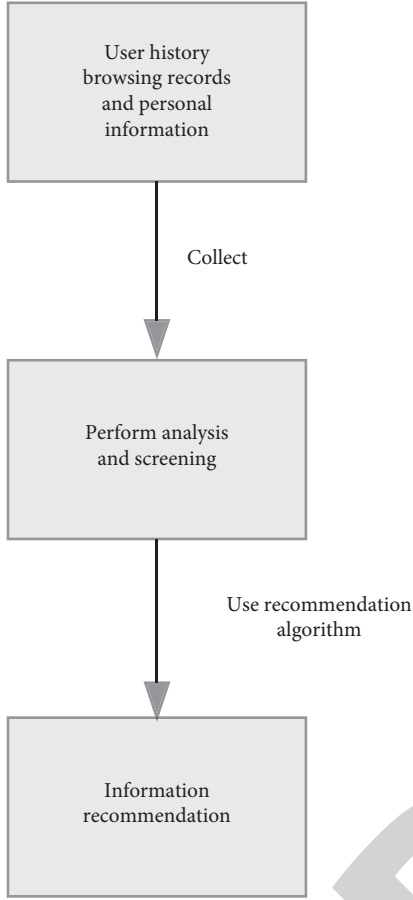 User history
browsing records
and personal
information
Collect
Perform analysis
and screening
Use recommendation
algorithm
Information
recommendation